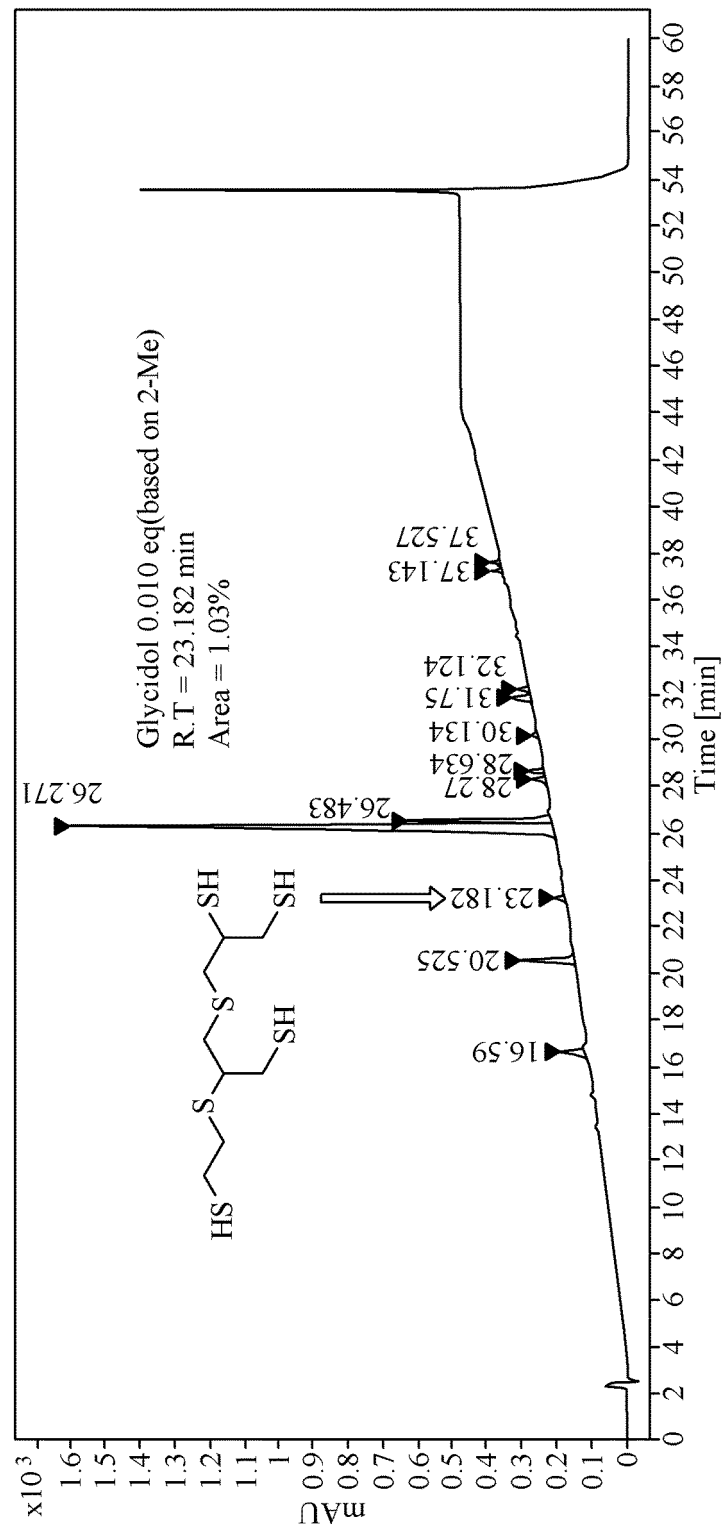 x10³
mAU
1.6
1.5
1.4
1.3
1.2
1.1
1
0.9
0.8
0.7
0.6
0.5
0.4
0.3
0.2
0.1
0
Glycidol 0.010 eq(based on 2-Me)
R.T = 23.182 min
Area = 1.03%
HS
S
S
SH
SH
SH
16.59
20.525
23.182
26.271
26.483
28.27
28.634
30.134
31.75
32.124
37.143
37.527
0 2 4 6 8 10 12 14 16 18 20 22 24 26 28 30 32 34 36 38 40 42 44 46 48 50 52 54 56 58 60
Time [min]